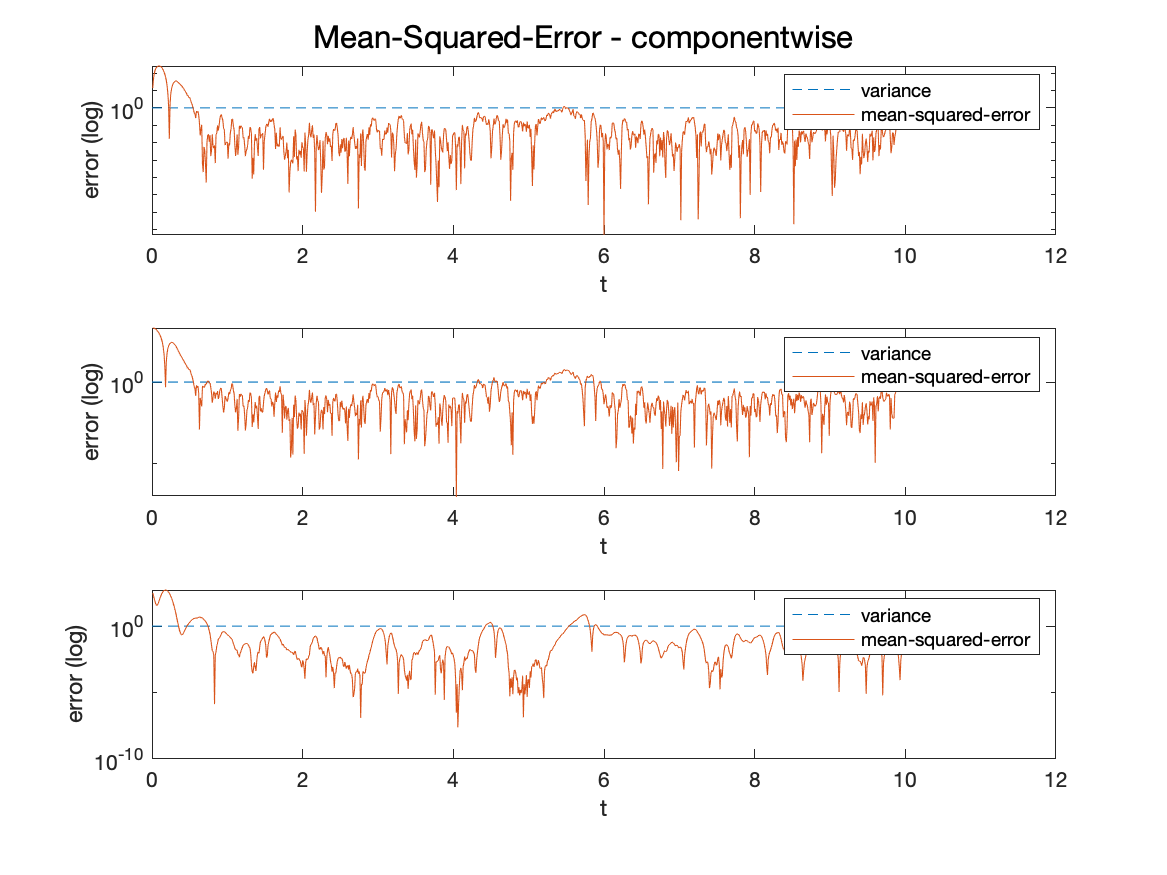 Mean-Squared-Error - componentwise
error (log)
10^0
variance
mean-squared-error
0 2 4 6 8 10 12
t
error (log)
10^0
variance
mean-squared-error
0 2 4 6 8 10 12
t
error (log)
10^0
variance
mean-squared-error
10^-10
0 2 4 6 8 10 12
t